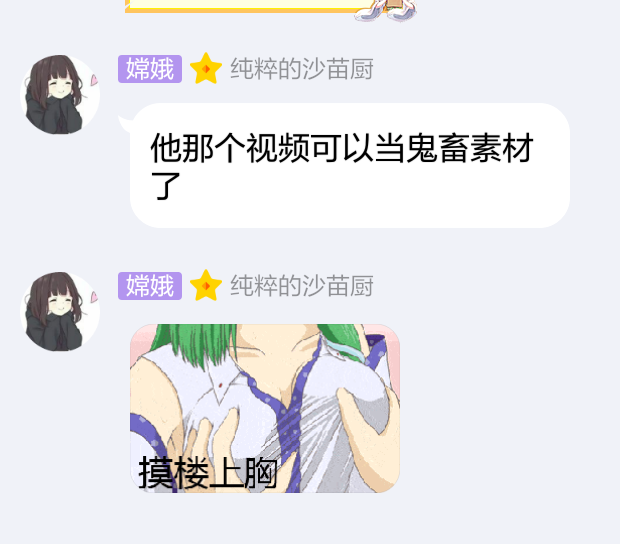 嫦娥 纯粹的沙苗厨
他那个视频可以当鬼畜素材
了
嫦娥 纯粹的沙苗厨
摸楼上胸